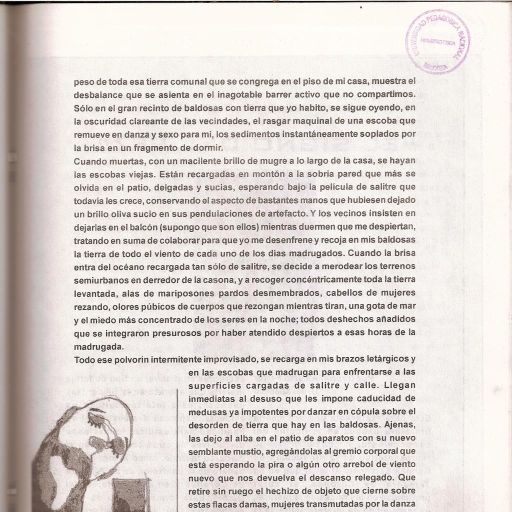 UNIVERSIDAD PEDAGOGICA NACIONAL
HEMEROTECA
peso de toda esa tierra comunal que se congrega en el piso de mi casa, muestra el
desbalance que se asienta en el inagotable barrer activo que no compartimos.
Sólo en el gran recinto de baldosas con tierra que yo habito, se sigue oyendo, en
la oscuridad clareante de las vecindades, el rasgar maquinal de una escoba que
remueve en danza y sexo para mí, los sedimentos instantáneamente soplados por
la brisa en un fragmento de dormir.
Cuando muertas, con un macilente brillo de mugre a lo largo de la casa, se hayan
las escobas viejas. Están recargadas en montón a la sobria pared que más se
olvida en el patio, delgadas y sucias, esperando bajo la película de salitre que
todavía les crece, conservando el aspecto de bastantes manos que hubiesen dejado
un brillo oliva sucio en sus pendulaciones de artefacto. Y los vecinos insisten en
dejarlas en el balcón (supongo que son ellos) mientras duermen que me despiertan,
tratando en suma de colaborar para que yo me desenfrene y recoja en mis baldosas
la tierra de todo el viento de cada uno de los días madrugados. Cuando la brisa
entra del océano recargada tan sólo de salitre, se decide a merodear los terrenos
semiurbanos en derredor de la casona, y a recoger concéntricamente toda la tierra
levantada, alas de mariposones pardos desmembrados, cabellos de mujeres
rezando, olores púbicos de cuerpos que rezongan mientras tiran, una gota de mar
y el miedo más concentrado de los seres en la noche; todos deshechos añadidos
que se integraron presurosos por haber atendido despiertos a esas horas de la
madrugada.
Todo ese polvorín intermitente improvisado, se recarga en mis brazos letárgicos y
en las escobas que madrugan para enfrentarse a las
superficies cargadas de salitre y calle. Llegan
inmediatas al desuso que les impone caducidad de
medusas ya impotentes por danzar en cópula sobre el
desorden de tierra que hay en las baldosas. Ajenas,
las dejo al alba en el patio de aparatos con su nuevo
semblante mustio, agregándolas al gremio corporal que
está esperando la pira o algún otro arrebol de viento
nuevo que nos devuelva el descanso relegado. Que
retire sin ruego el hechizo de objeto que cierne sobre
estas flacas damas, mujeres transmutadas por la danza